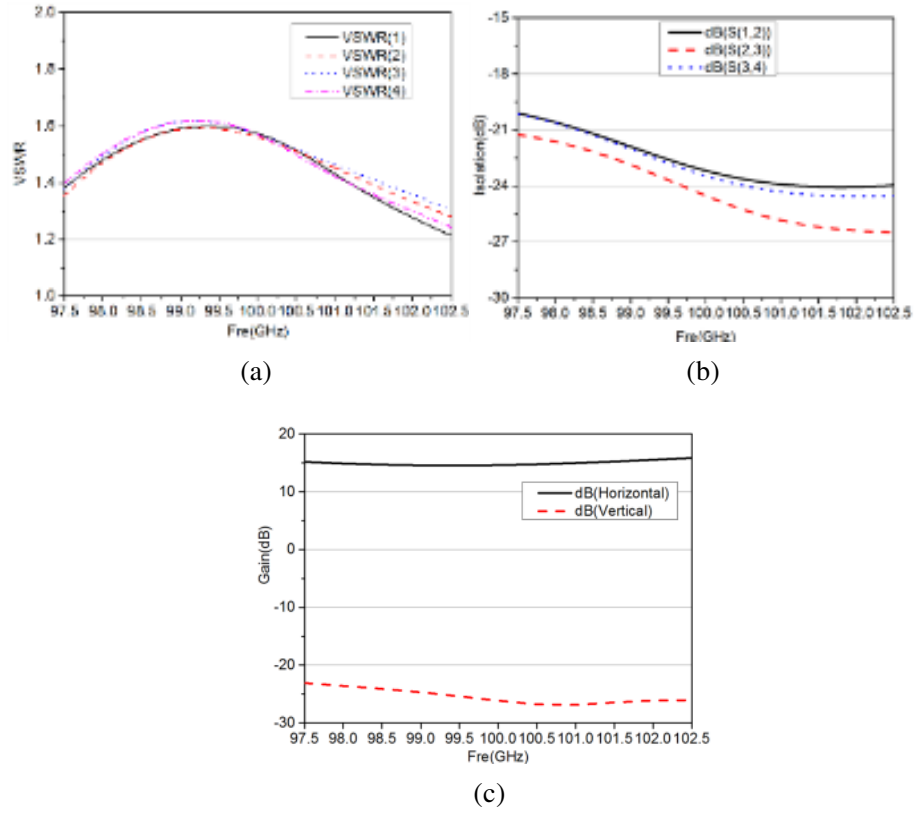 2.0
1.8
1.6
1.4
1.2
1.0
VSWR
VSWR(1)
VSWR(2)
VSWR(3)
VSWR(4)
97.5 98.0 98.5 99.0 99.5 100.0 100.5 101.0 101.5 102.0 102.5
Fre(GHz)
(a)
-15
-18
-21
-24
-27
-30
Isolation(dB)
dB(S(1,2))
dB(S(2,3))
dB(S(3,4)
97.5 98.0 98.5 99.0 99.5 100.0 100.5 101.0 101.5 102.0 102.5
Fre(GHz)
(b)
20
10
0
-10
-20
-30
Gain(dB)
dB(Horizontal)
dB(Vertical)
97.5 98.0 98.5 99.0 99.5 100.0 100.5 101.0 101.5 102.0 102.5
Fre(GHz)
(c)